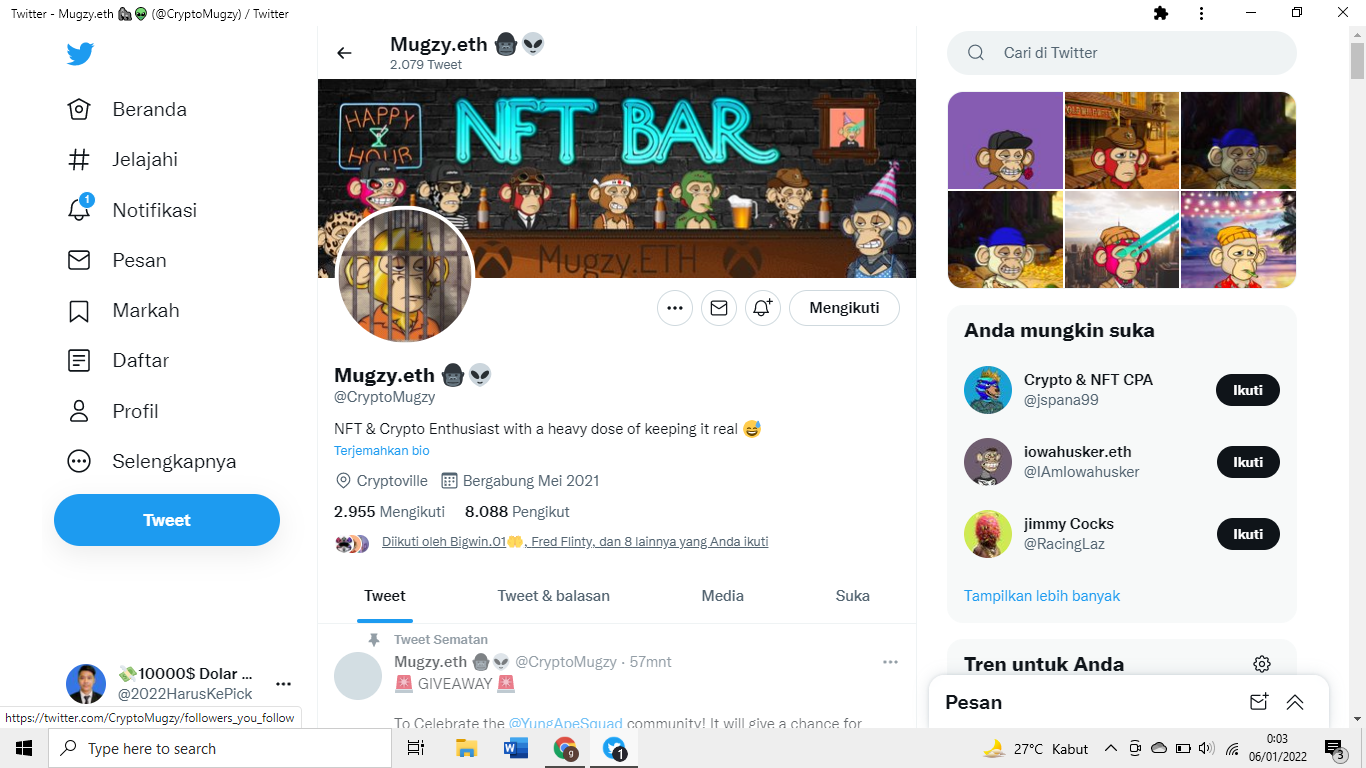 Twitter - Mugzy.eth 🦍👽 (@CryptoMugzy) / Twitter
Beranda
Jelajahi
1
Notifikasi
Pesan
Markah
Daftar
Profil
Selengkapnya
Tweet
💸10000$ Dolar ...
@2022HarusKePick
https://twitter.com/CryptoMugzy/followers_you_follow
Mugzy.eth 🦍👽
2.079 Tweet
HAPPY
HOUR
NFT BAR
Mugzy.ETH
Mengikuti
Mugzy.eth 🦍👽
@CryptoMugzy
NFT & Crypto Enthusiast with a heavy dose of keeping it real 😅
Terjemahkan bio
Cryptoville Bergabung Mei 2021
2.955 Mengikuti 8.088 Pengikut
Diikuti oleh Bigwin.01🤲, Fred Flinty, dan 8 lainnya yang Anda ikuti
Tweet Tweet & balasan Media Suka
Tweet Sematan
Mugzy.eth 🦍👽 @CryptoMugzy · 57mnt
🚨 GIVEAWAY 🚨
To Celebrate the @YungApeSquad community! It will give a chance for
Cari di Twitter
Anda mungkin suka
Crypto & NFT CPA
@jspana99
Ikuti
iowahusker.eth
@IAmIowahusker
Ikuti
jimmy Cocks
@RacingLaz
Ikuti
Tampilkan lebih banyak
Tren untuk Anda
Pesan
Type here to search
g
1
27°C Kabut
0:03
06/01/2022
3